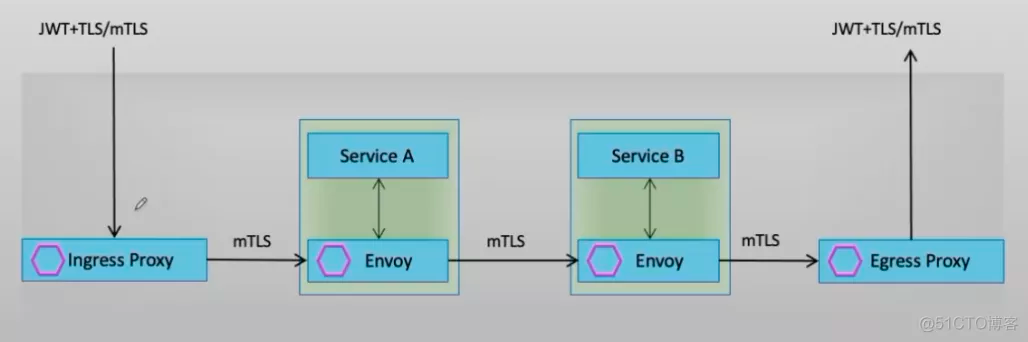 JWT+TLS/mTLS
JWT+TLS/mTLS
Service A
Service B
mTLS
mTLS
mTLS
Ingress Proxy
Envoy
Envoy
Egress Proxy
@51CTO博客